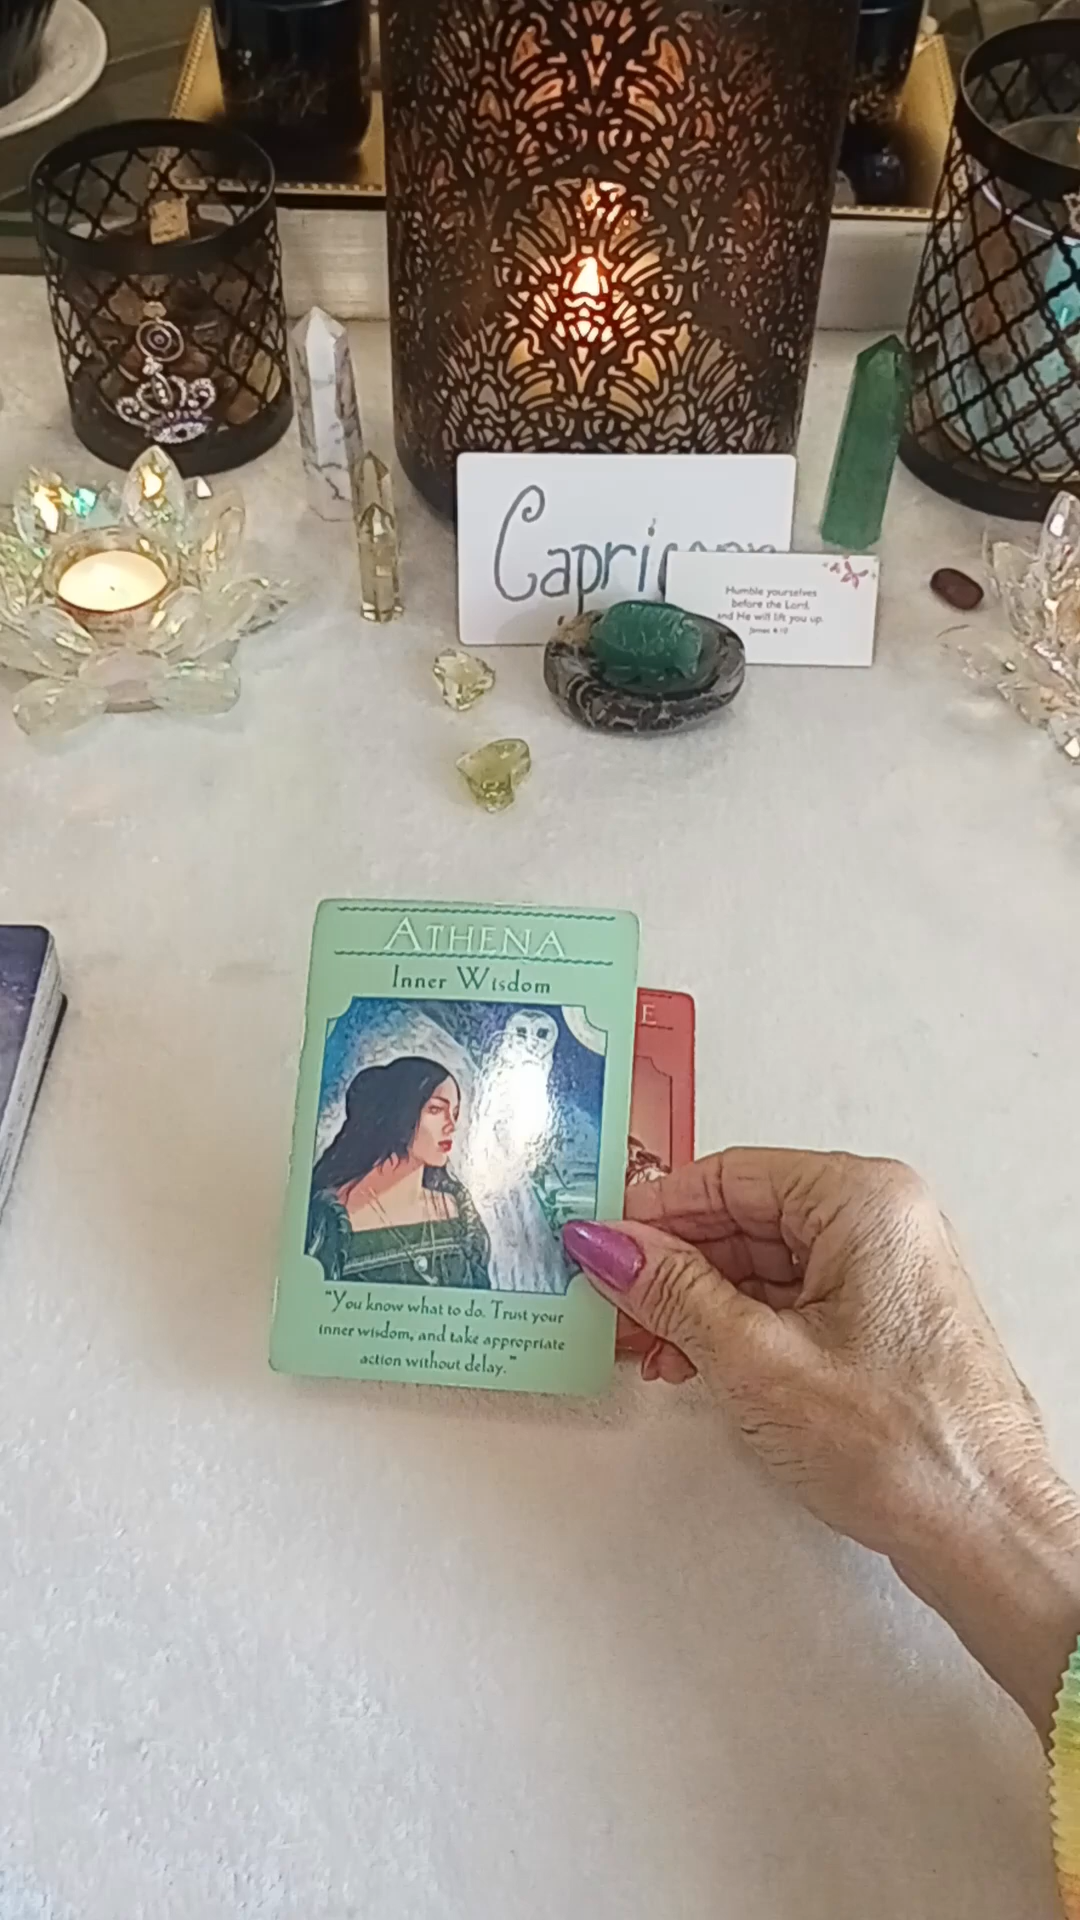 Capric
Humble yourselves
before the Lord,
and He will lift you up.
James 4:10
ATHENA
Inner Wisdom
E
"You know what to do. Trust your
inner wisdom, and take appropriate
action without delay."